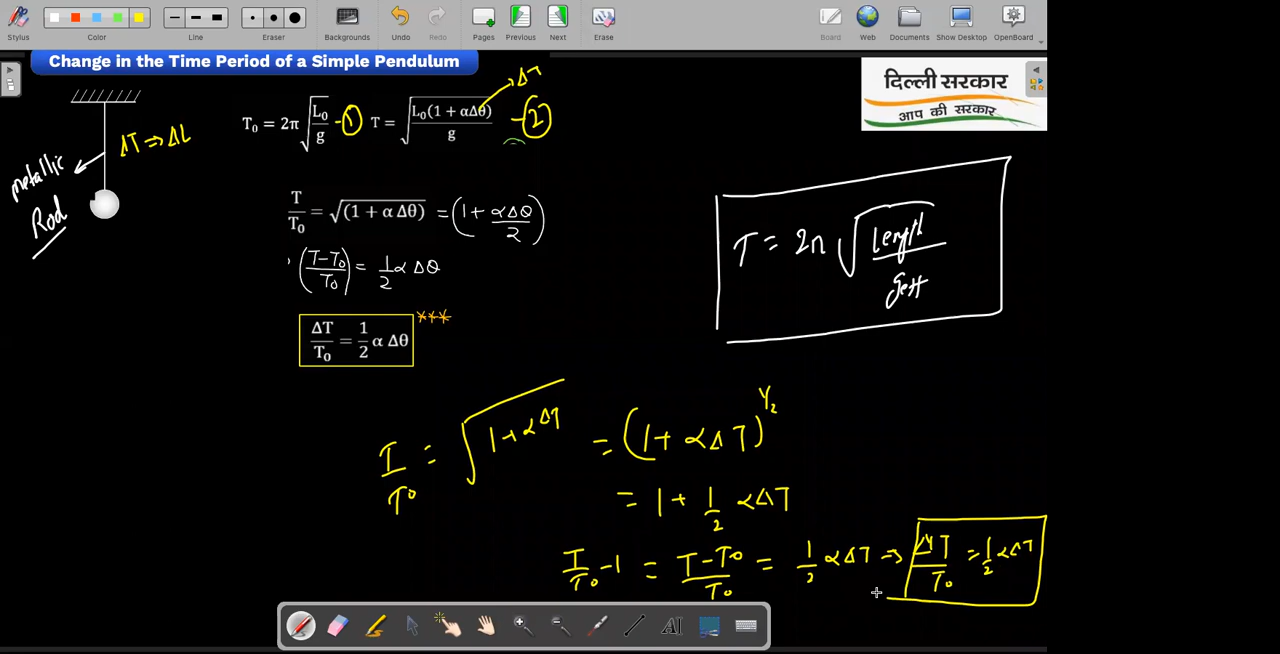 Stylus Color Line Eraser Backgrounds Undo Redo Pages Previous Next Erase Board Web Documents Show Desktop OpenBoard
Change in the Time Period of a Simple Pendulum
दिल्ली सरकार
आप की सरकार
ΔT ⇒ ΔL
metallic
Rod
T₀ = 2π √(L₀/g) -① T = √(L₀(1 + αΔθ)/g) -②
ΔT
T/T₀ = √(1 + α Δθ) = (1 + αΔθ/2)
(T-T₀/T₀) = 1/2 α Δθ
ΔT/T₀ = 1/2 α Δθ ***
T = 2π √(Length/geff)
T/T₀ = √(1+αΔT) = (1+αΔT)^1/2
= 1 + 1/2 αΔT
T/T₀ -1 = T-T₀/T₀ = 1/2 αΔT ⇒ ΔT/T₀ = 1/2 αΔT
AI